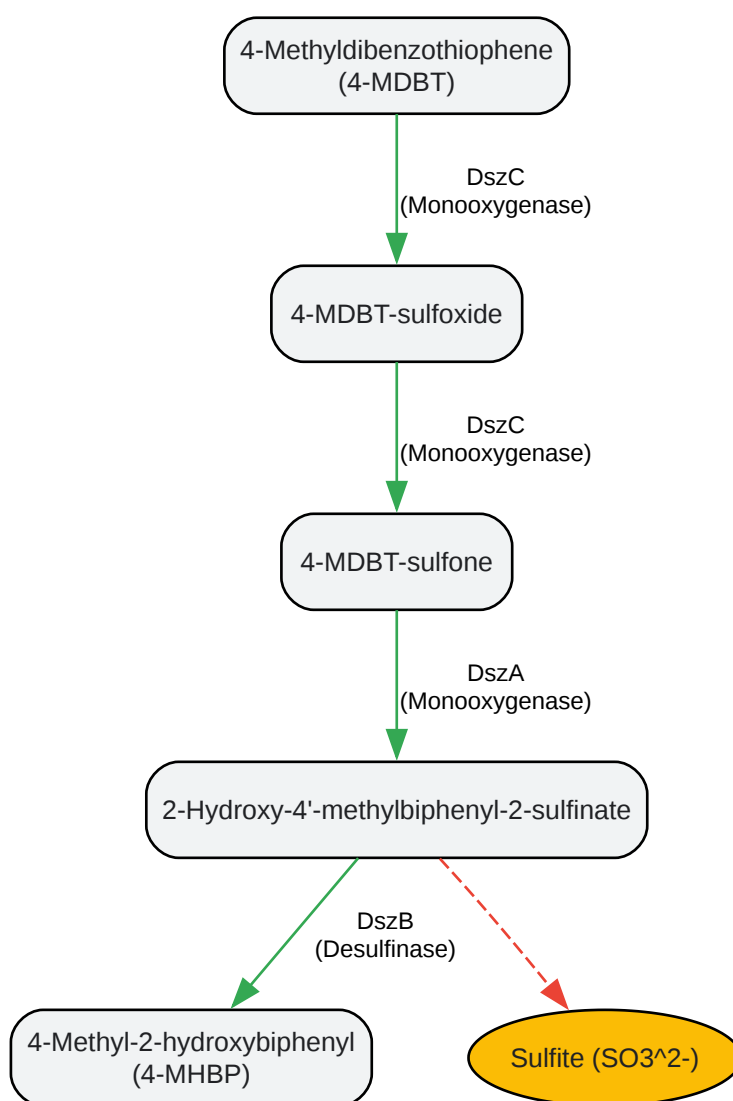 4-Methyldibenzothiophene
(4-MDBT)
DszC
(Monooxygenase)
4-MDBT-sulfoxide
DszC
(Monooxygenase)
4-MDBT-sulfone
DszA
(Monooxygenase)
2-Hydroxy-4'-methylbiphenyl-2-sulfinate
DszB
(Desulfinase)
4-Methyl-2-hydroxybiphenyl
(4-MHBP)
Sulfite (SO3^2-)